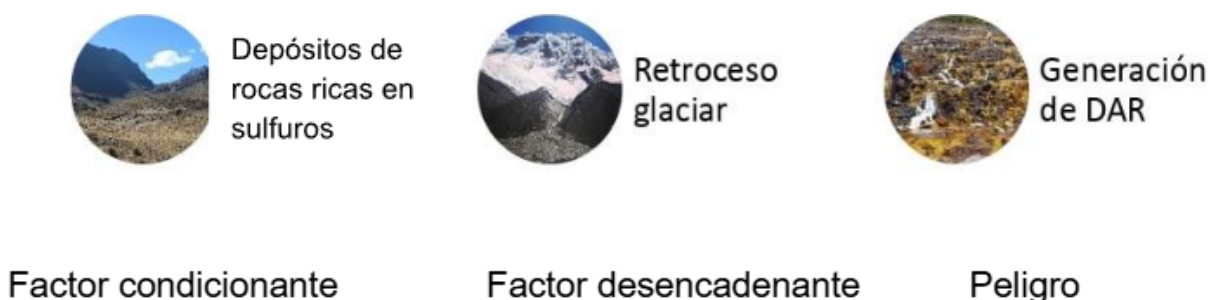 Depósitos de
rocas ricas en
sulfuros
Retroceso
glaciar
Generación
de DAR
Factor condicionante
Factor desencadenante
Peligro